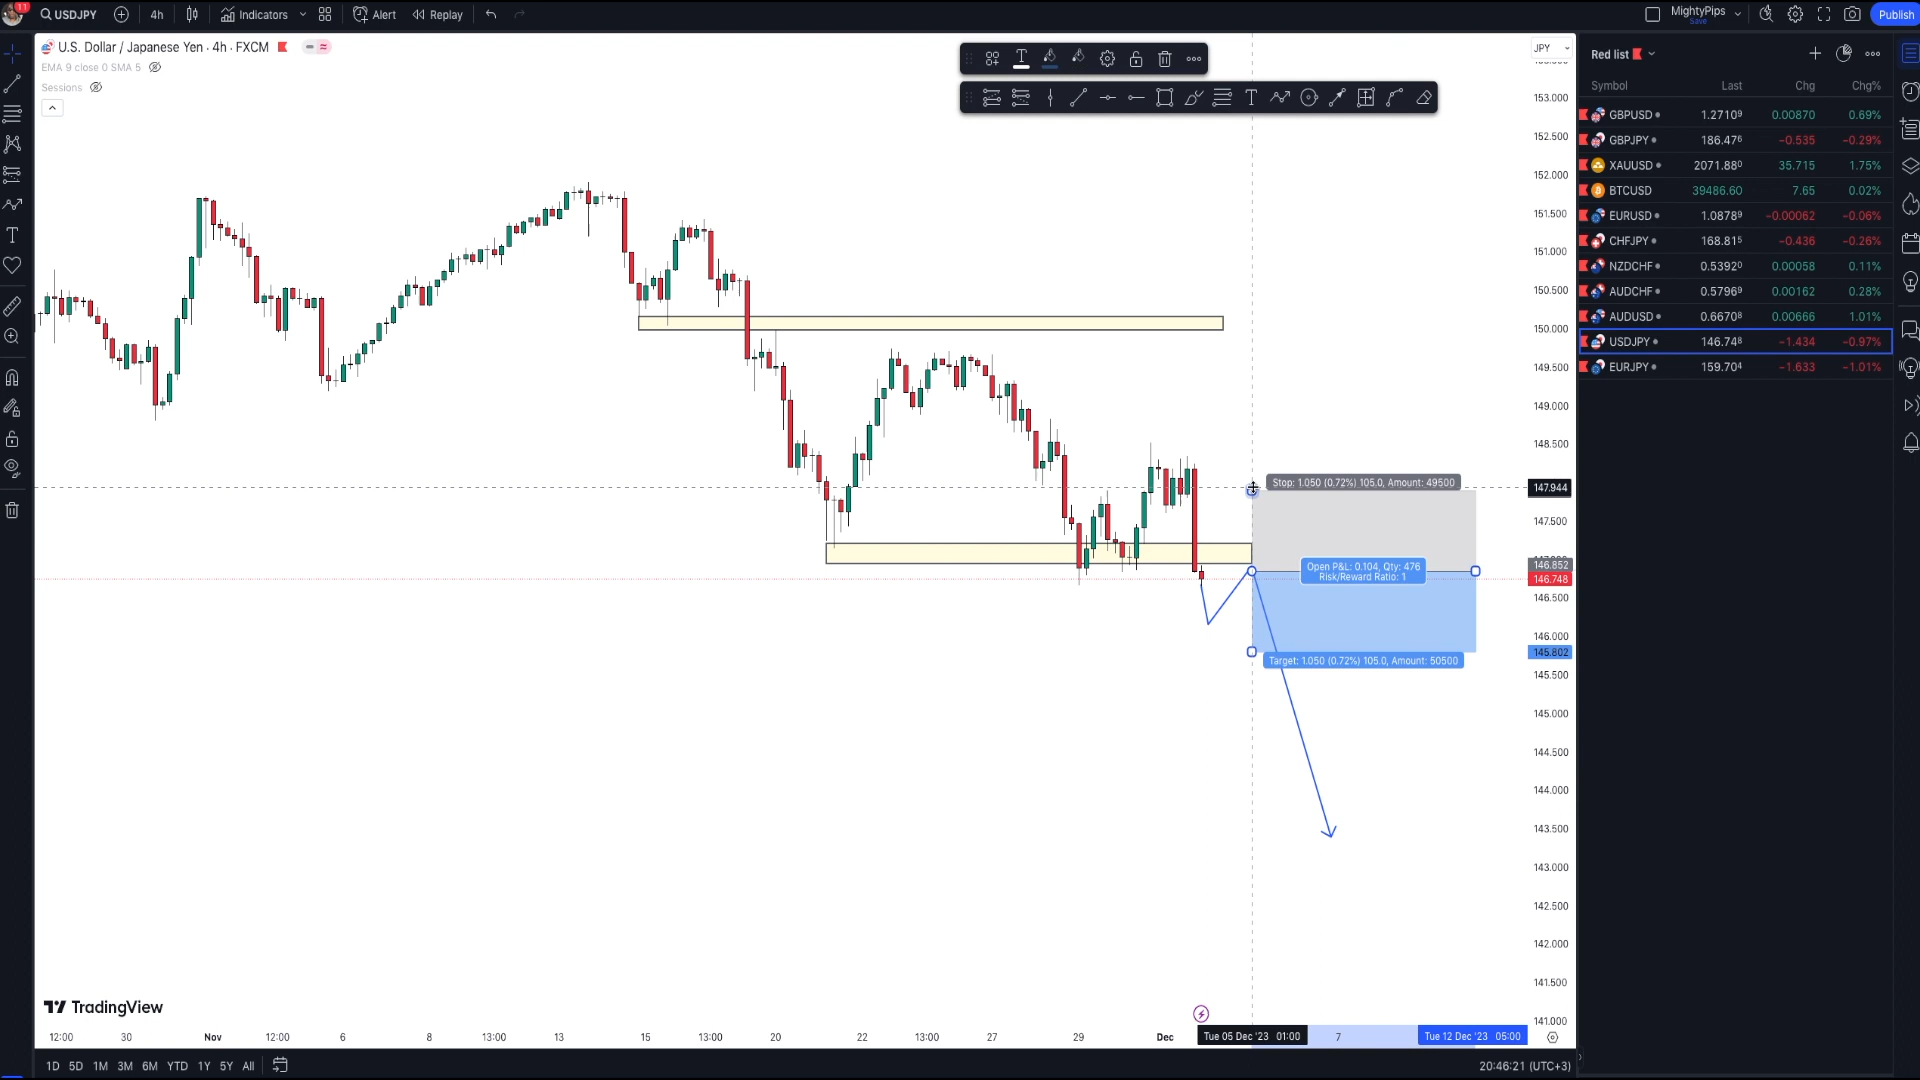 11
USDJPY
4h
Indicators
Alert
Replay
MightyPips
Save
Publish
U.S. Dollar / Japanese Yen · 4h · FXCM
EMA 9 close 0 SMA 5
Sessions
JPY
153.000
152.500
152.000
151.500
151.000
150.500
150.000
149.500
149.000
148.500
147.944
147.500
146.852
146.748
146.500
146.000
145.802
145.500
145.000
144.500
144.000
143.500
143.000
142.500
142.000
141.500
141.000
Stop: 1.050 (0.72%) 105.0, Amount: 49500
Open P&L: 0.104, Qty: 476
Risk/Reward Ratio: 1
Target: 1.050 (0.72%) 105.0, Amount: 50500
TradingView
12:00 30 Nov 12:00 6 8 13:00 13 15 13:00 20 22 13:00 27 29 Dec Tue 05 Dec '23 01:00 7 Tue 12 Dec '23 05:00
1D 5D 1M 3M 6M YTD 1Y 5Y All
20:46:21 (UTC+3)
Red list
Symbol Last Chg Chg%
GBPUSD 1.27109 0.00870 0.69%
GBPJPY 186.476 −0.535 −0.29%
XAUUSD 2071.880 35.715 1.75%
BTCUSD 39486.60 7.65 0.02%
EURUSD 1.08789 −0.00062 −0.06%
CHFJPY 168.815 −0.436 −0.26%
NZDCHF 0.53920 0.00058 0.11%
AUDCHF 0.57969 0.00162 0.28%
AUDUSD 0.66708 0.00666 1.01%
USDJPY 146.748 −1.434 −0.97%
EURJPY 159.704 −1.633 −1.01%